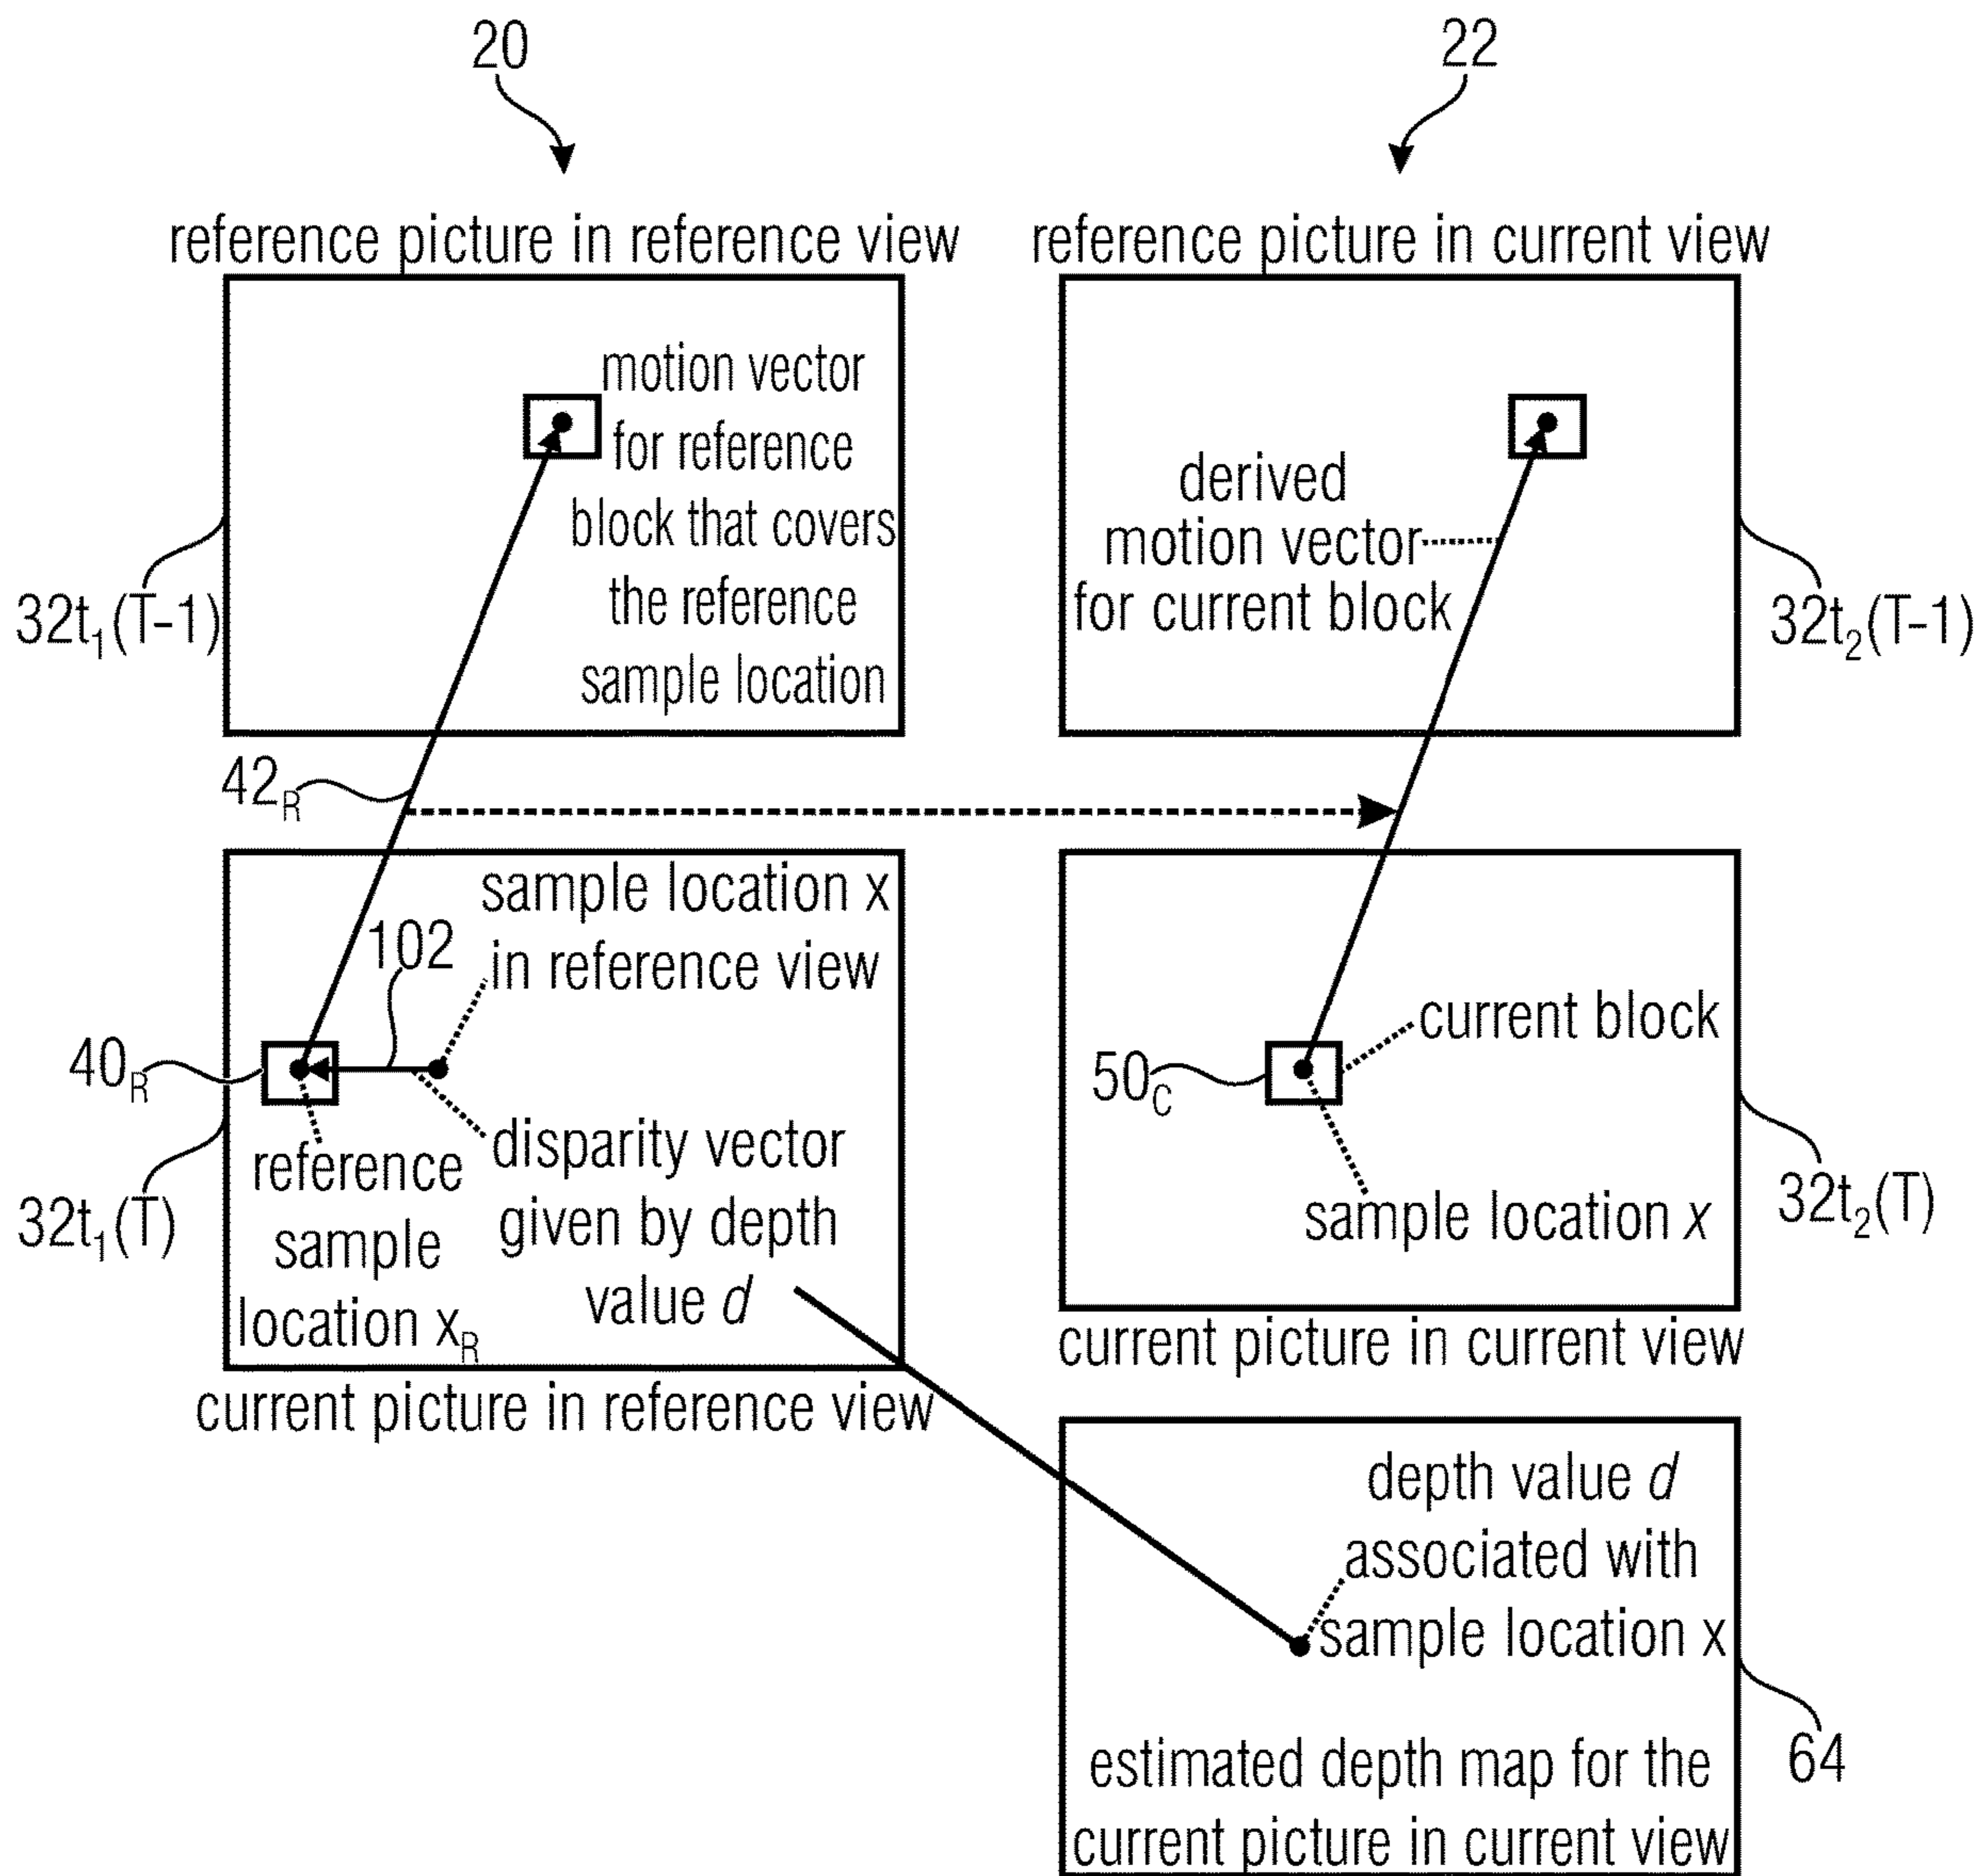 20
22
reference picture in reference view
reference picture in current view
motion vector
for reference
block that covers
the reference
sample location
derived
motion vector
for current block
32t₁(T-1)
32t₂(T-1)
42R
sample location x
in reference view
102
40R
reference
sample
location xR
disparity vector
given by depth
value d
32t₁(T)
current picture in reference view
current block
50C
sample location x
32t₂(T)
current picture in current view
depth value d
associated with
sample location x
64
estimated depth map for the
current picture in current view